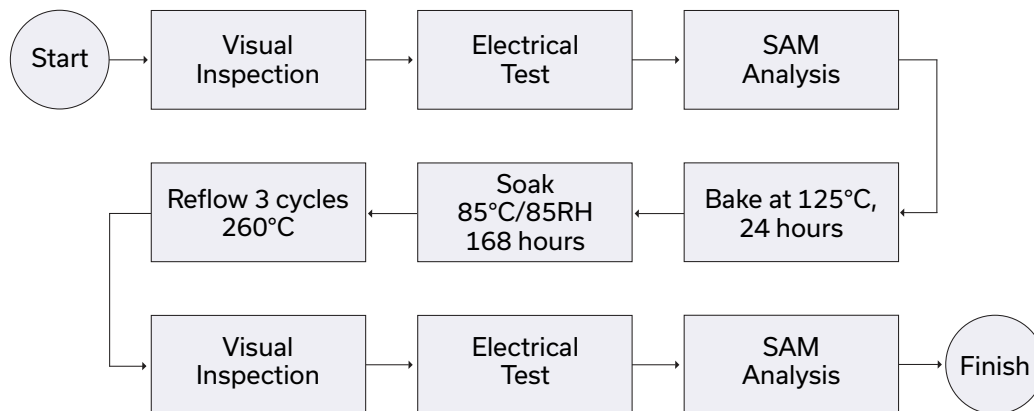 Start
Visual
Inspection
Electrical
Test
SAM
Analysis
Bake at 125°C,
24 hours
Soak
85°C/85RH
168 hours
Reflow 3 cycles
260°C
Visual
Inspection
Electrical
Test
SAM
Analysis
Finish